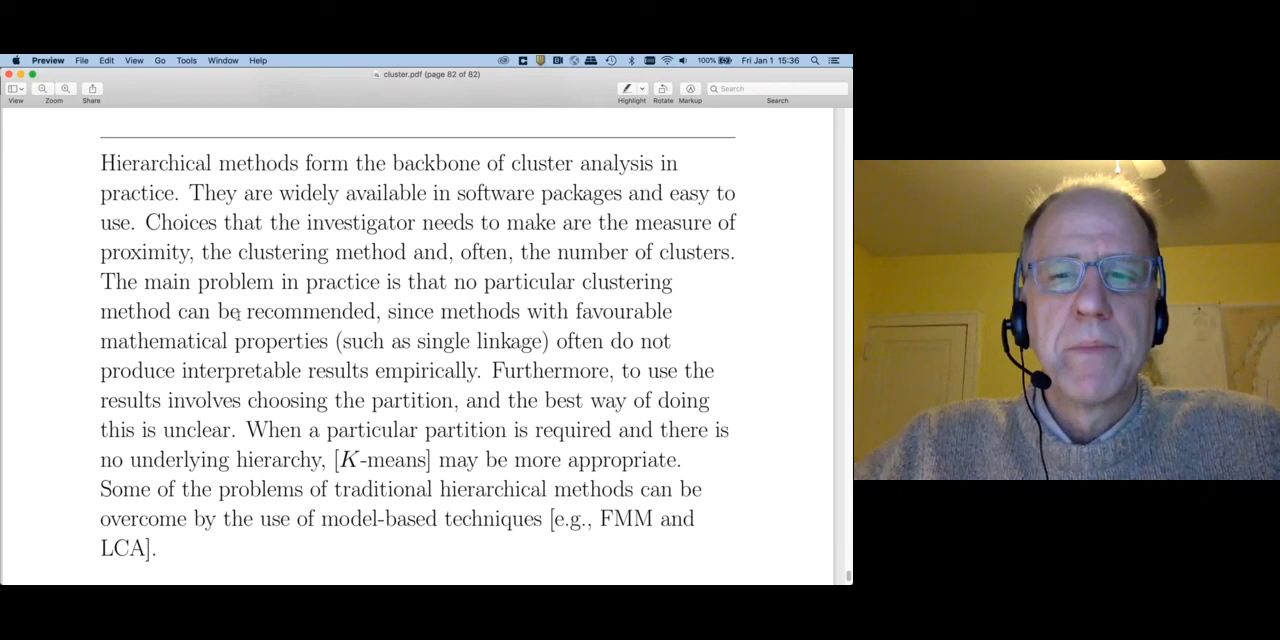 Preview File Edit View Go Tools Window Help
100% Fri Jan 1 15:36
cluster.pdf (page 82 of 82)
Search
View Zoom Share Highlight Rotate Markup Search
Hierarchical methods form the backbone of cluster analysis in
practice. They are widely available in software packages and easy to
use. Choices that the investigator needs to make are the measure of
proximity, the clustering method and, often, the number of clusters.
The main problem in practice is that no particular clustering
method can be recommended, since methods with favourable
mathematical properties (such as single linkage) often do not
produce interpretable results empirically. Furthermore, to use the
results involves choosing the partition, and the best way of doing
this is unclear. When a particular partition is required and there is
no underlying hierarchy, [K-means] may be more appropriate.
Some of the problems of traditional hierarchical methods can be
overcome by the use of model-based techniques [e.g., FMM and
LCA].